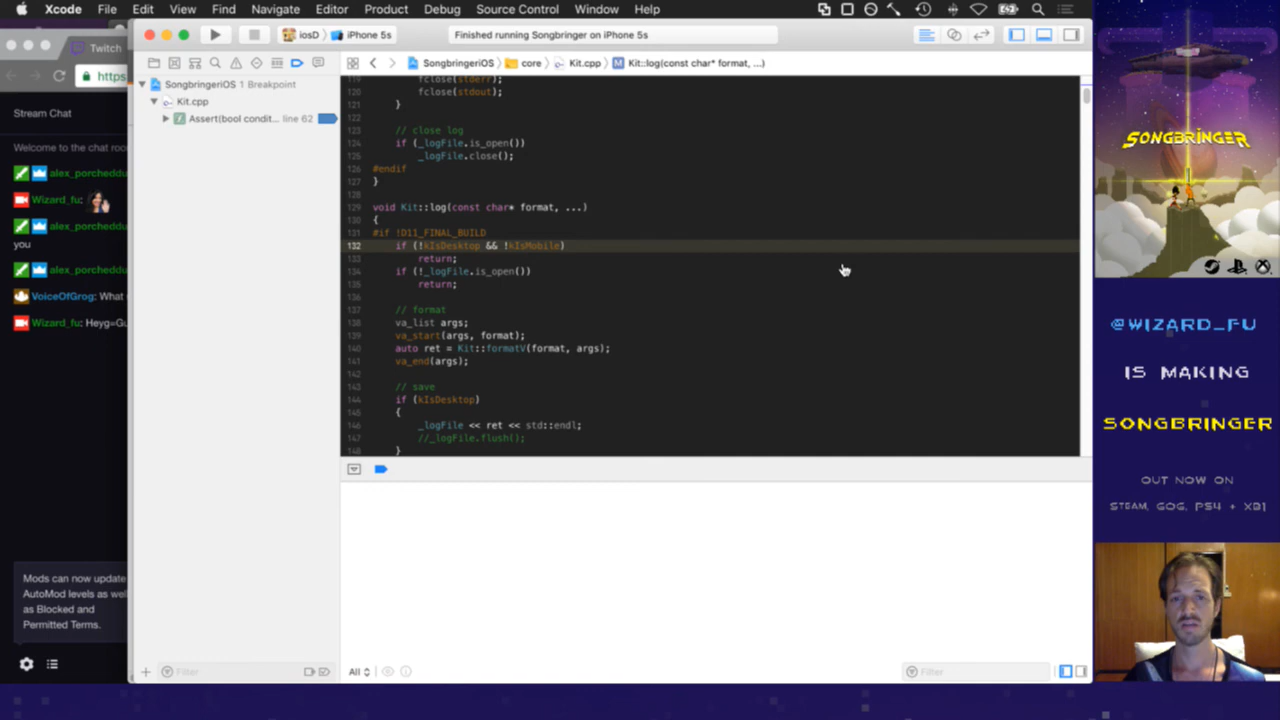 Xcode File Edit View Find Navigate Editor Product Debug Source Control Window Help
Twitch
iosD iPhone 5s
Finished running Songbringer on iPhone 5s
https
SongbringeriOS core Kit.cpp Kit::log(const char* format, ...)
SongbringeriOS 1 Breakpoint
Kit.cpp
Assert(bool condit... line 62
Stream Chat
Welcome to the chat roo
alex_porcheddu
Wizard_fu:
alex_porcheddu
you
alex_porcheddu
VoiceOfGrog: What
Wizard_fu: Heyg=Gu
Mods can now update
AutoMod levels as wel
as Blocked and
Permitted Terms.
119 fclose(stderr);
120 fclose(stdout);
121 }
122
123 // close log
124 if (_logFile.is_open())
125 _logFile.close();
126 #endif
127 }
128
129 void Kit::log(const char* format, ...)
130 {
131 #if !D11_FINAL_BUILD
132 if (!kIsDesktop && !kIsMobile)
133 return;
134 if (!_logFile.is_open())
135 return;
136
137 // format
138 va_list args;
139 va_start(args, format);
140 auto ret = Kit::formatV(format, args);
141 va_end(args);
142
143 // save
144 if (kIsDesktop)
145 {
146 _logFile << ret << std::endl;
147 //_logFile.flush();
148 }
Filter
All
Filter
SONGBRINGER
@WIZARD_FU
IS MAKING
SONGBRINGER
OUT NOW ON
STEAM, GOG, PS4 + XB1